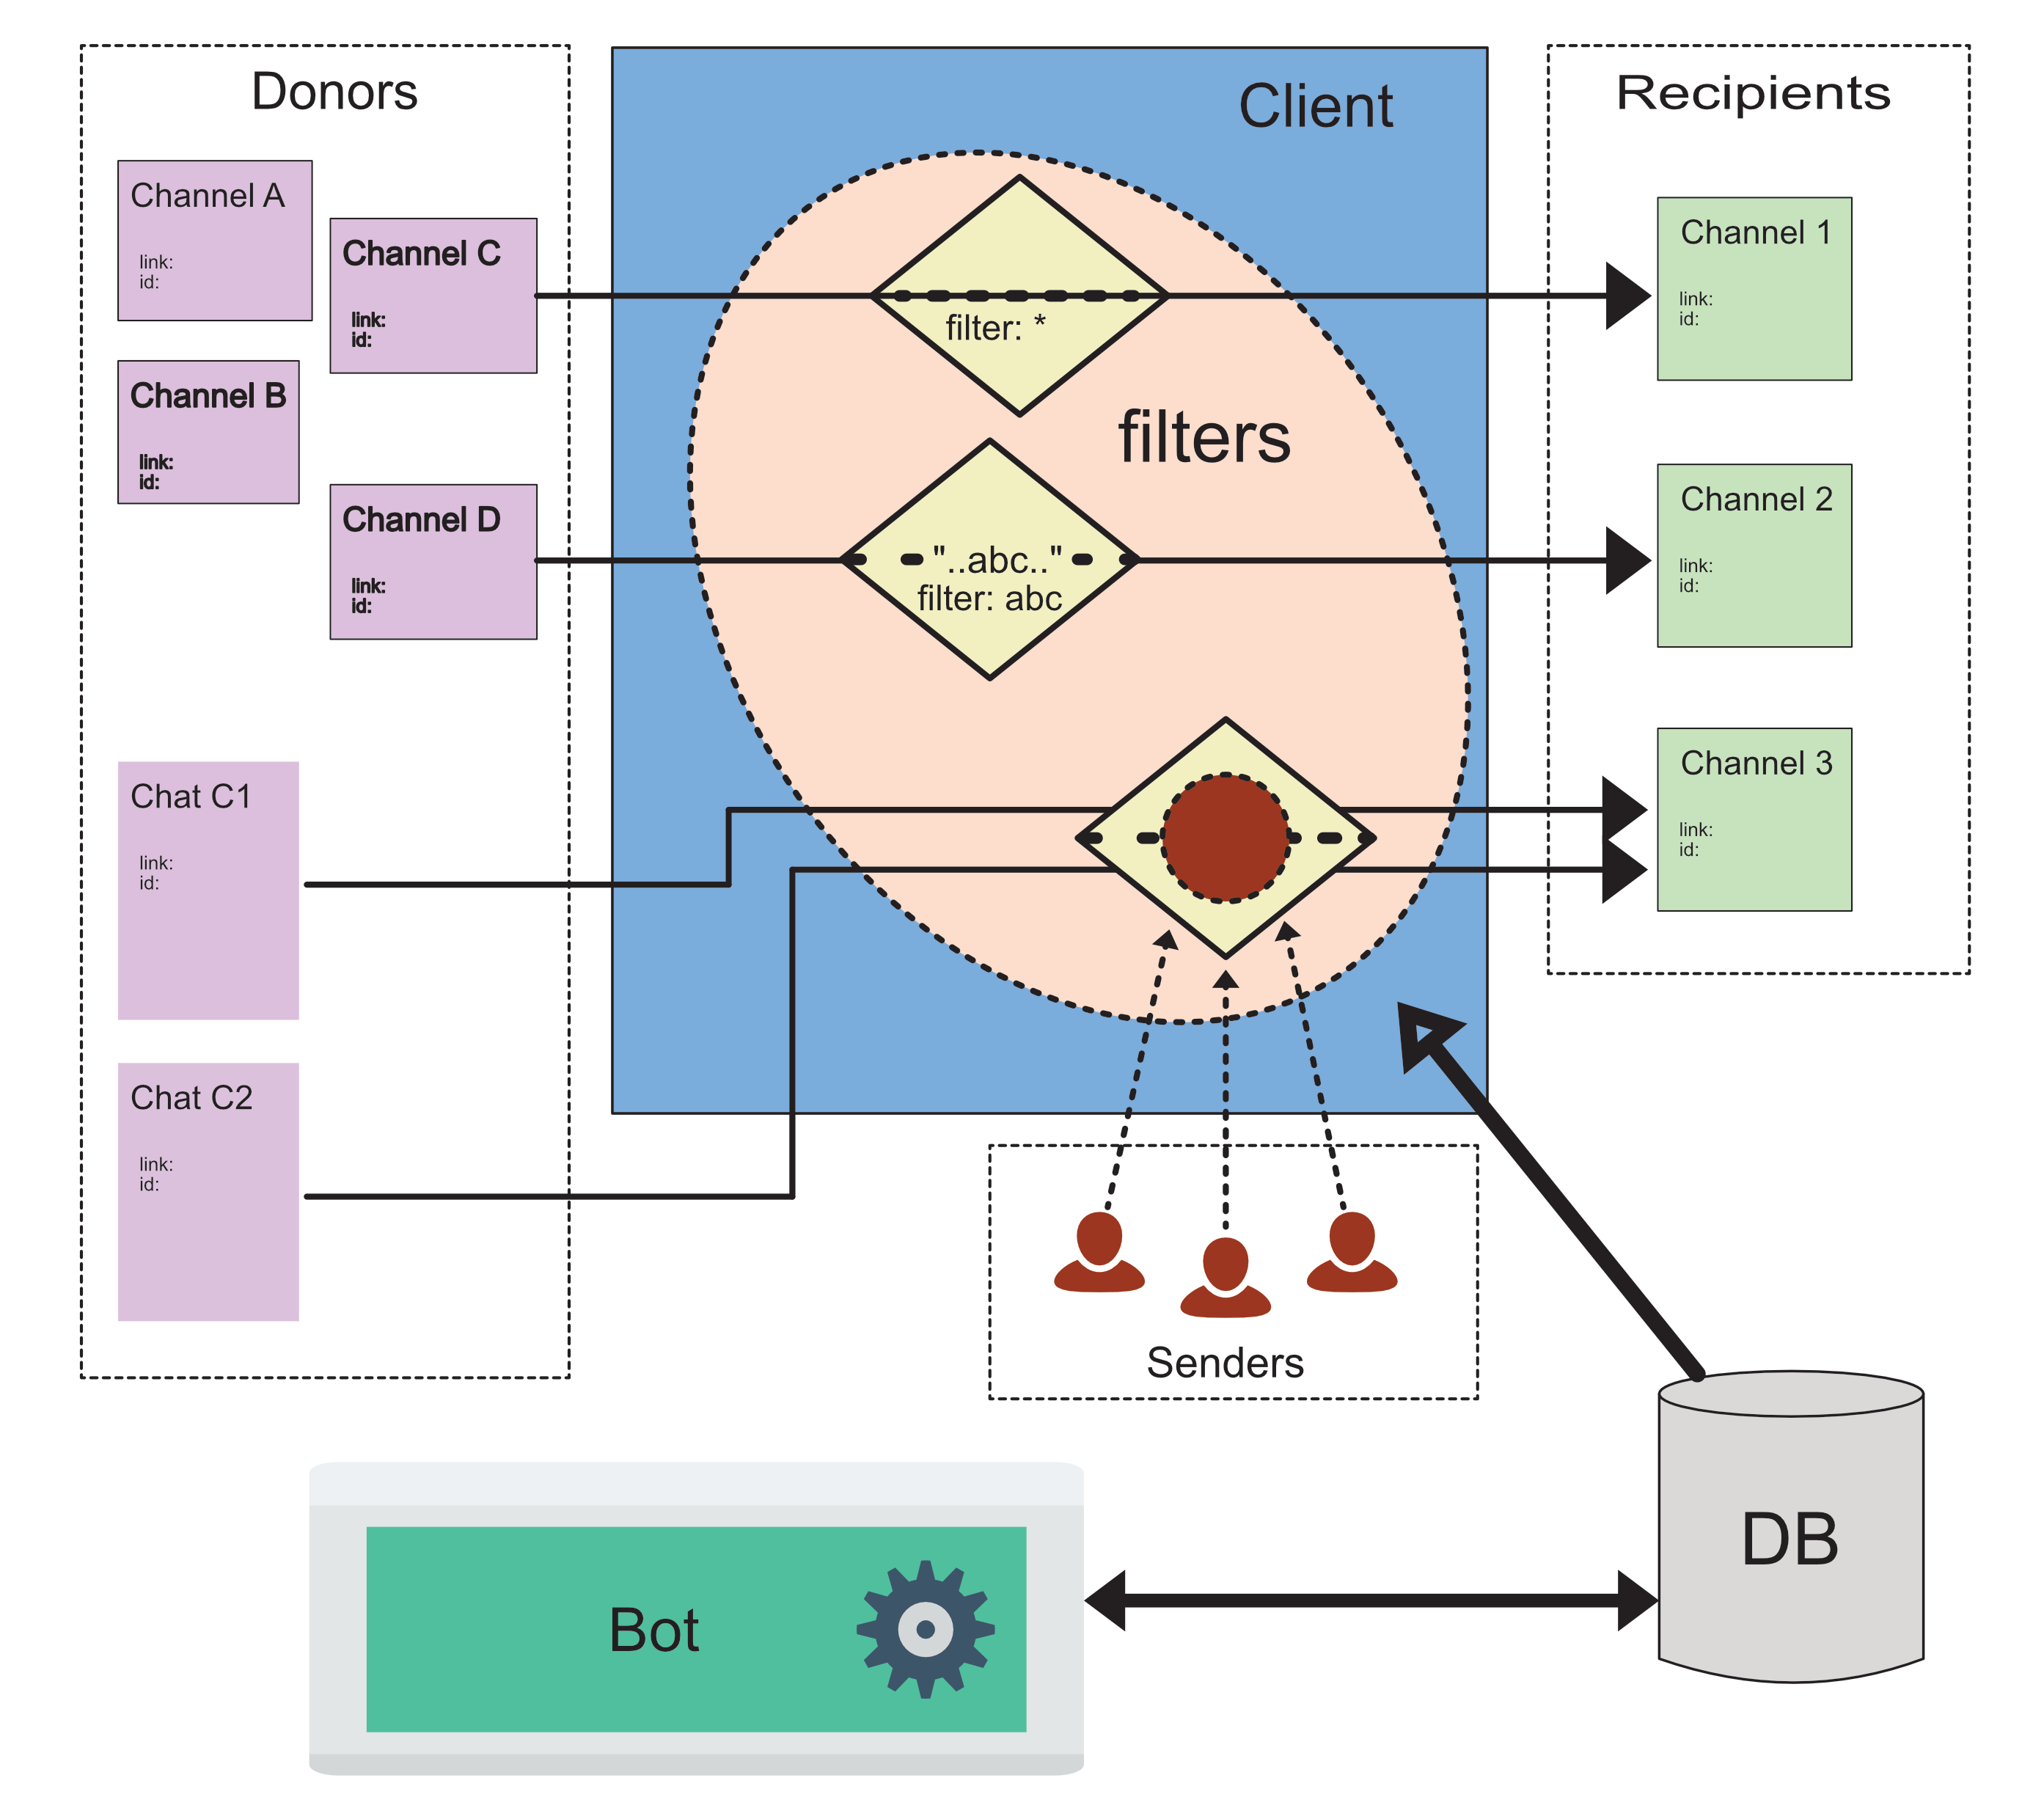 Donors
Channel A
link:
id:
Channel C
link:
id:
Channel B
link:
id:
Channel D
link:
id:
Chat C1
link:
id:
Chat C2
link:
id:
Client
filter: *
filters
"..abc.."
filter: abc
Recipients
Channel 1
link:
id:
Channel 2
link:
id:
Channel 3
link:
id:
Senders
Bot
DB